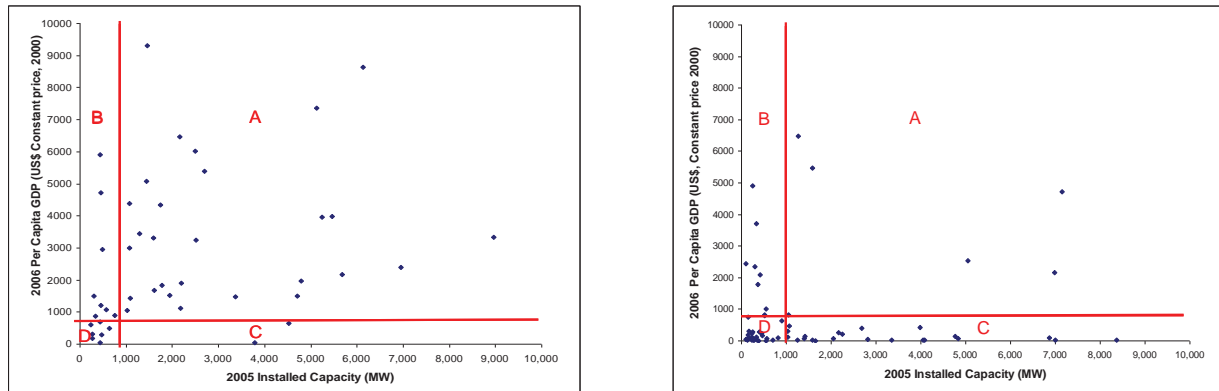 2006 Per Capita GDP (US$ Constant price, 2000)
10000
9000
8000
7000
6000
5000
4000
3000
2000
1000
0
B
A
D
C
0 1,000 2,000 3,000 4,000 5,000 6,000 7,000 8,000 9,000 10,000
2005 Installed Capacity (MW)
2006 Per Capita GDP (US$, Constant price 2000)
10000
9000
8000
7000
6000
5000
4000
3000
2000
1000
0
B
A
D
C
0 1,000 2,000 3,000 4,000 5,000 6,000 7,000 8,000 9,000 10,000
2005 Installed Capacity (MW)